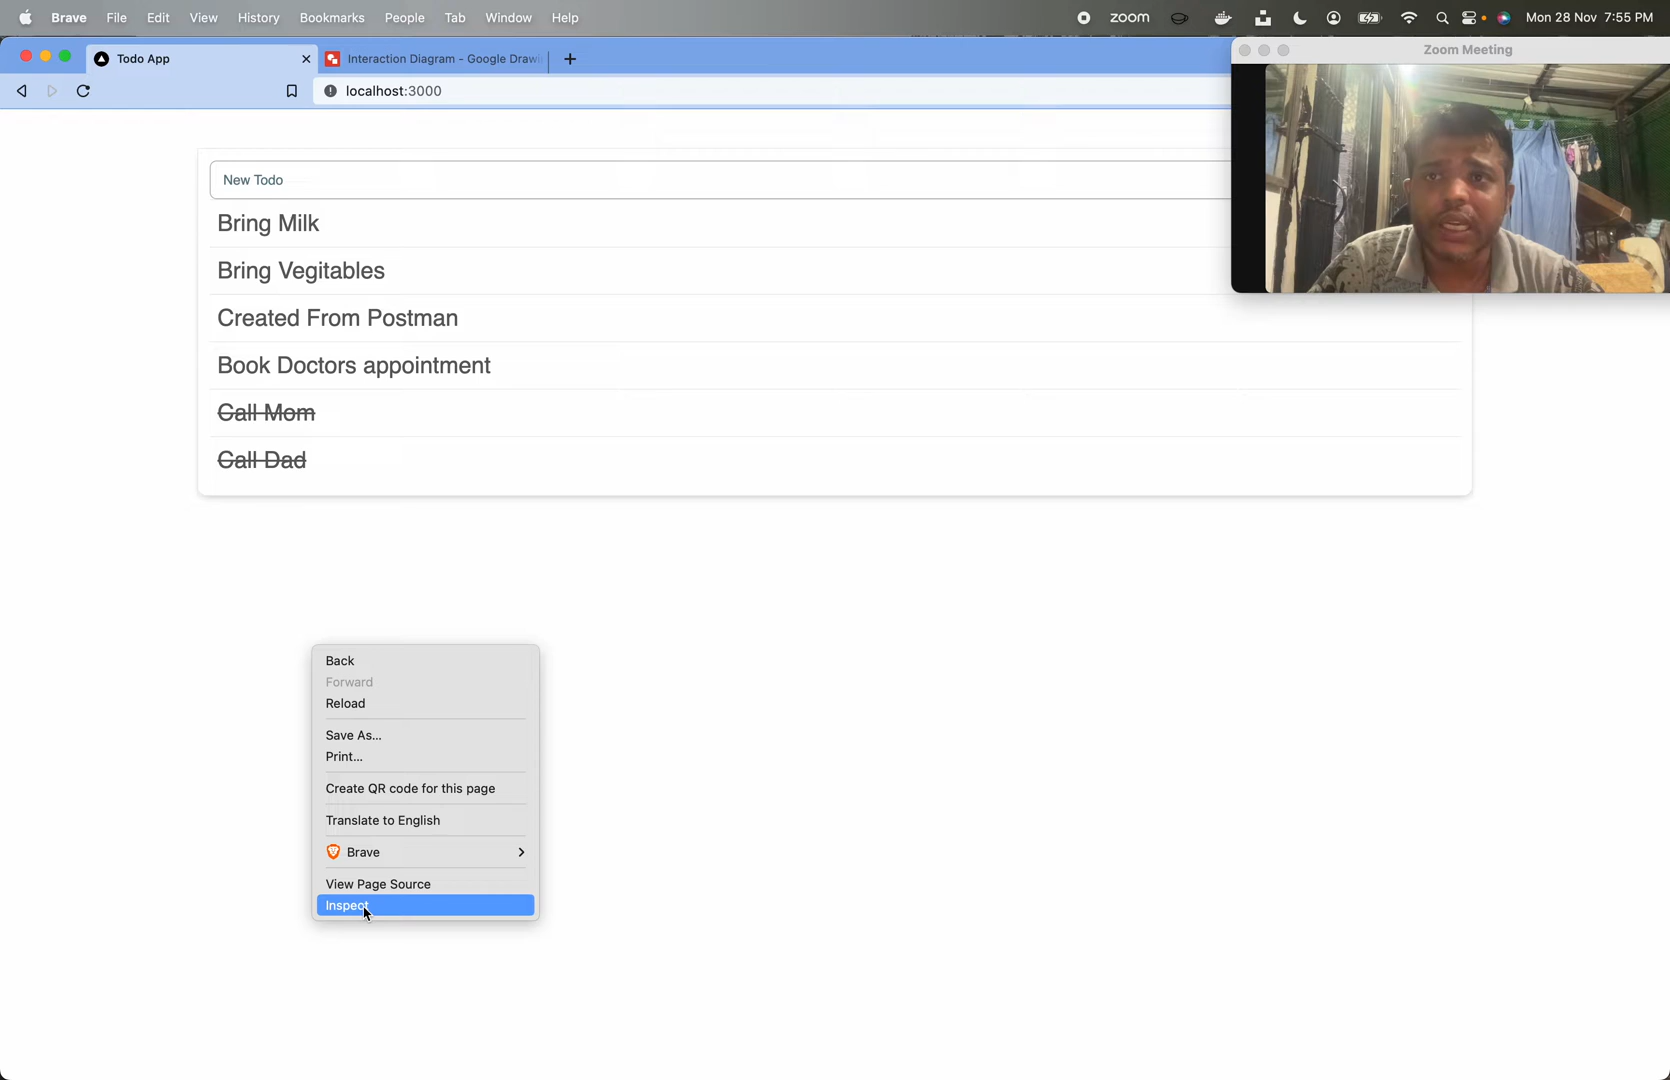 Brave File Edit View History Bookmarks People Tab Window Help zoom Mon 28 Nov 7:55 PM
Todo App Interaction Diagram - Google Drawi
Zoom Meeting
localhost:3000
New Todo
Bring Milk
Bring Vegitables
Created From Postman
Book Doctors appointment
Call Mom
Call Dad
Back
Forward
Reload
Save As...
Print...
Create QR code for this page
Translate to English
Brave
View Page Source
Inspect